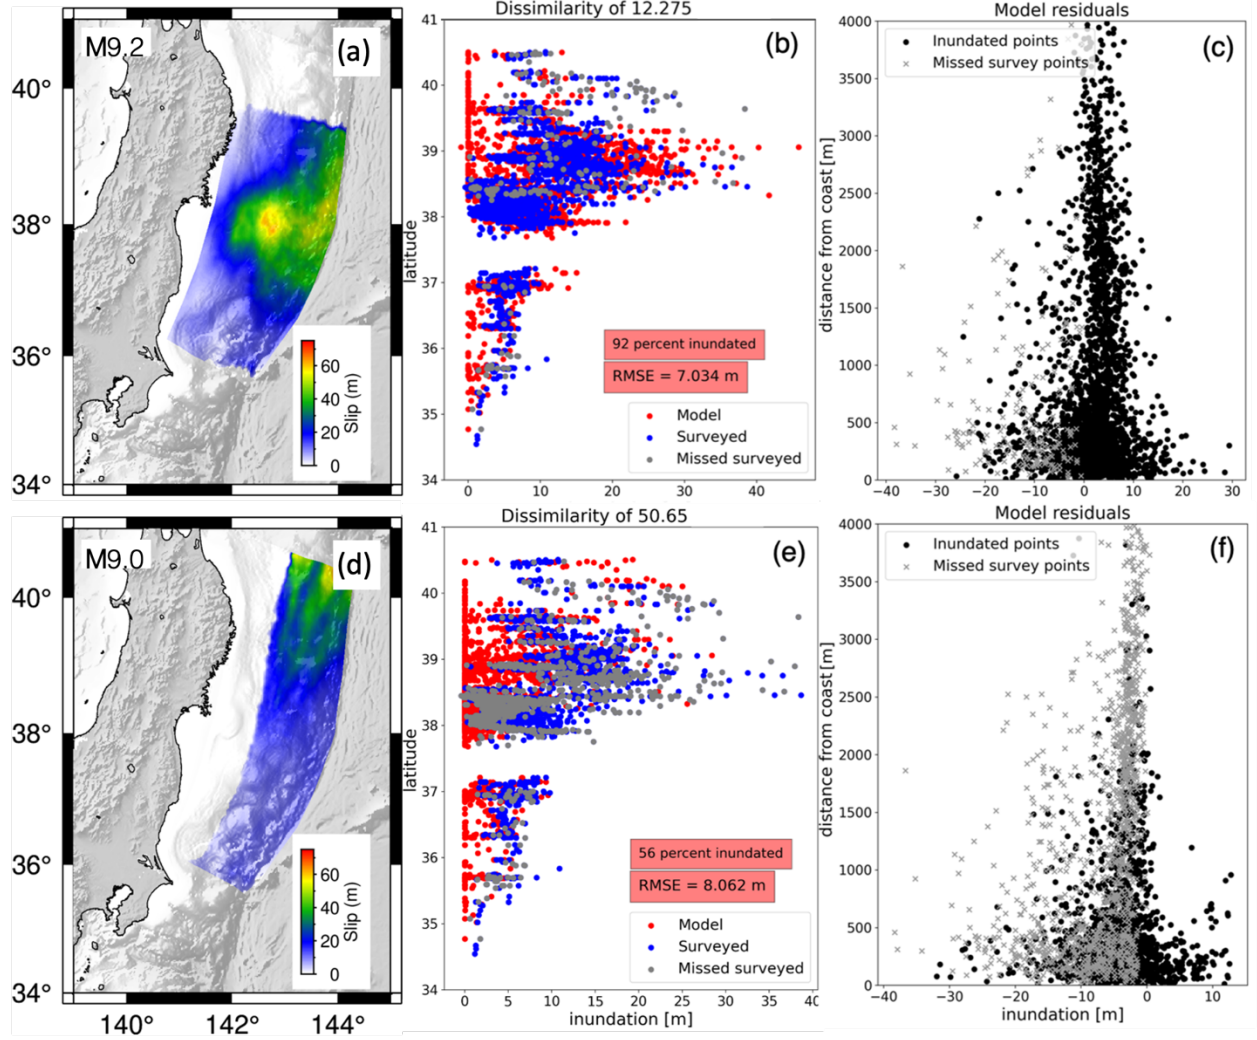 M9.2
(a)
40°
38°
36°
34°
60
40
20
0
Slip (m)
Dissimilarity of 12.275
(b)
41
40
39
38
37
36
35
34
latitude
92 percent inundated
RMSE = 7.034 m
Model
Surveyed
Missed surveyed
0 10 20 30 40
Model residuals
(c)
Inundated points
Missed survey points
4000
3500
3000
2500
2000
1500
1000
500
0
distance from coast[m]
−40 −30 −20 −10 0 10 20 30
M9.0
(d)
40°
38°
36°
34°
60
40
20
0
Slip (m)
140° 142° 144°
Dissimilarity of 50.65
(e)
41
40
39
38
37
36
35
34
latitude
56 percent inundated
RMSE = 8.062 m
Model
Surveyed
Missed surveyed
0 5 10 15 20 25 30 35 40
inundation [m]
Model residuals
(f)
Inundated points
Missed survey points
4000
3500
3000
2500
2000
1500
1000
500
0
distance from coast[m]
−40 −30 −20 −10 0 10
inundation [m]